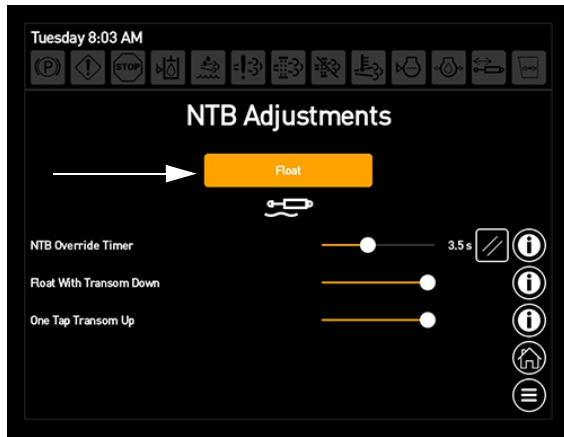 Tuesday 8:03 AM
(P) STOP
NTB Adjustments
Float
NTB Override Timer 3.5 s
Float With Transom Down
One Tap Transom Up